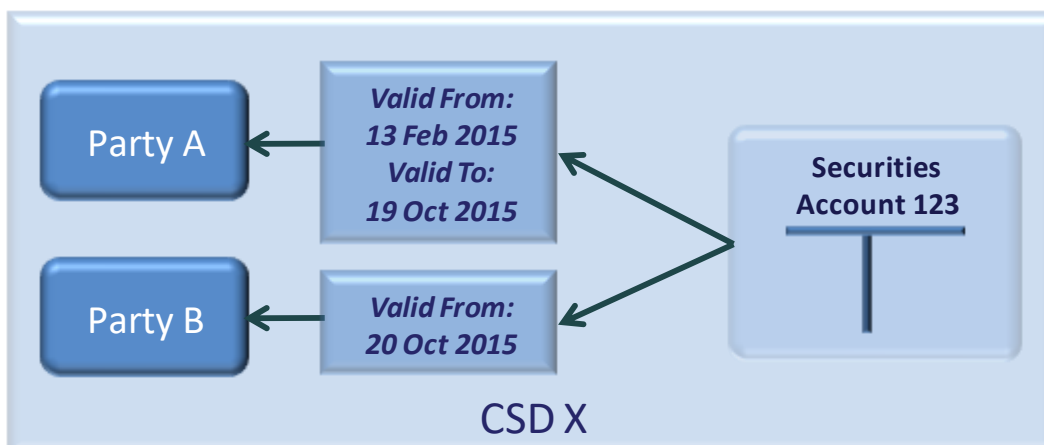 Party A
Valid From:
13 Feb 2015
Valid To:
19 Oct 2015
Securities
Account 123
Party B
Valid From:
20 Oct 2015
CSD X